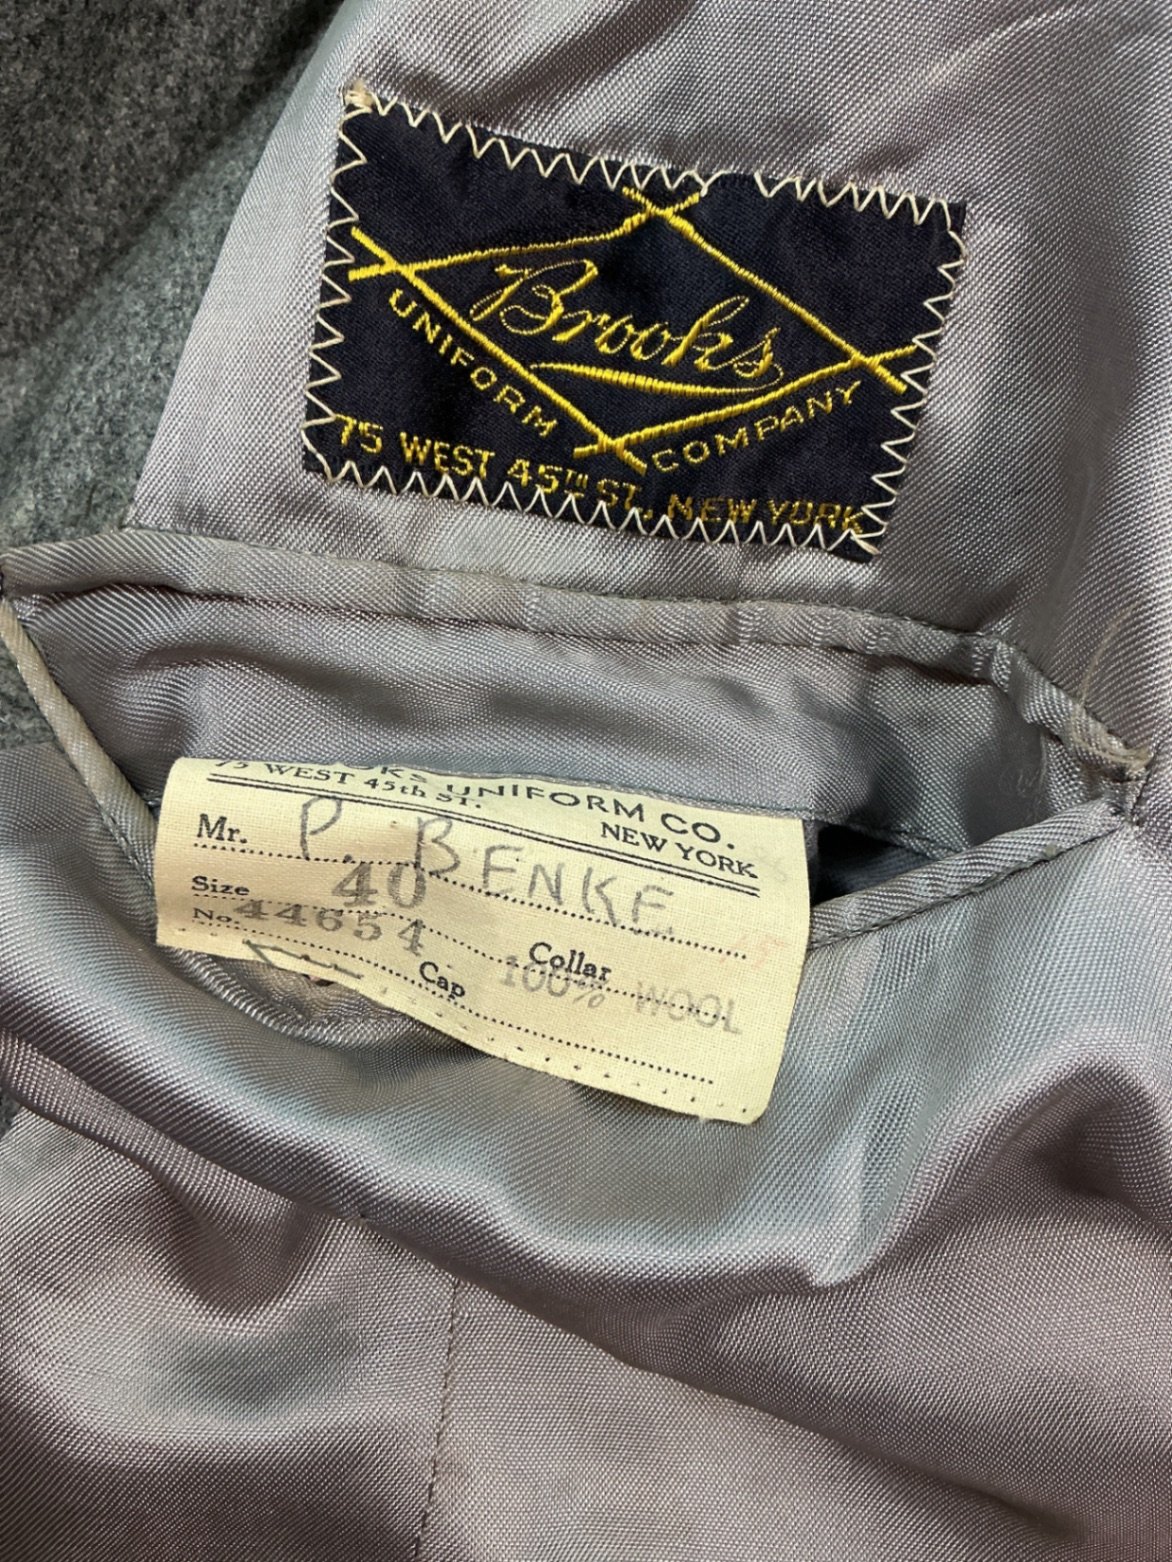 Brooks
UNIFORM COMPANY
75 WEST 45TH ST. NEW YORK
UNIFORM CO.
75 WEST 45th ST. NEW YORK
Mr. P. BENKE
Size 40
No. 44654 Collar
Cap 100% WOOL